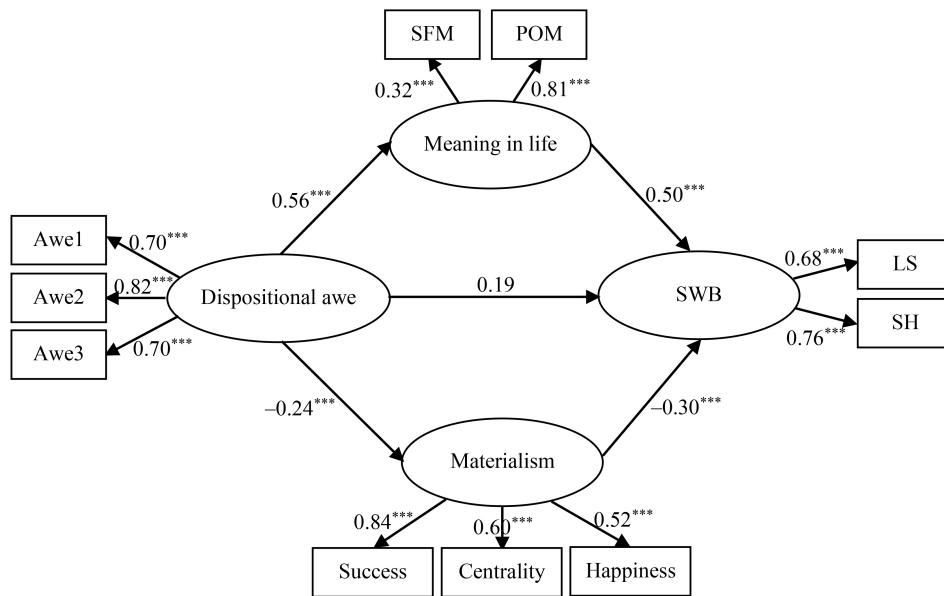 SFM POM
0.32*** 0.81***
Meaning in life
0.56*** 0.50***
Awe1 0.70***
Awe2 0.82***
Awe3 0.70***
Dispositional awe
0.19
SWB
0.68*** LS
0.76*** SH
–0.24*** –0.30***
Materialism
0.84*** 0.60*** 0.52***
Success Centrality Happiness